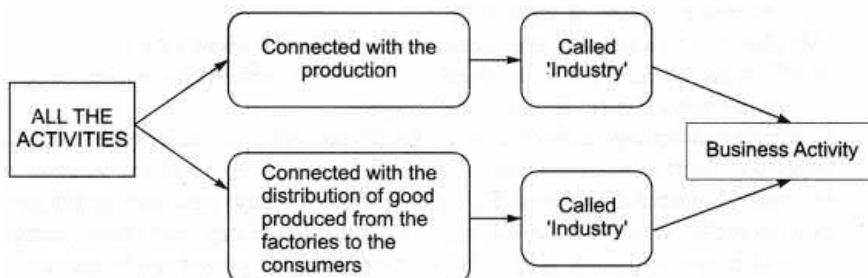 Connected with the
production
Called
'Industry'
ALL THE
ACTIVITIES
Business Activity
Connected with the
distribution of good
produced from the
factories to the
consumers
Called
'Industry'